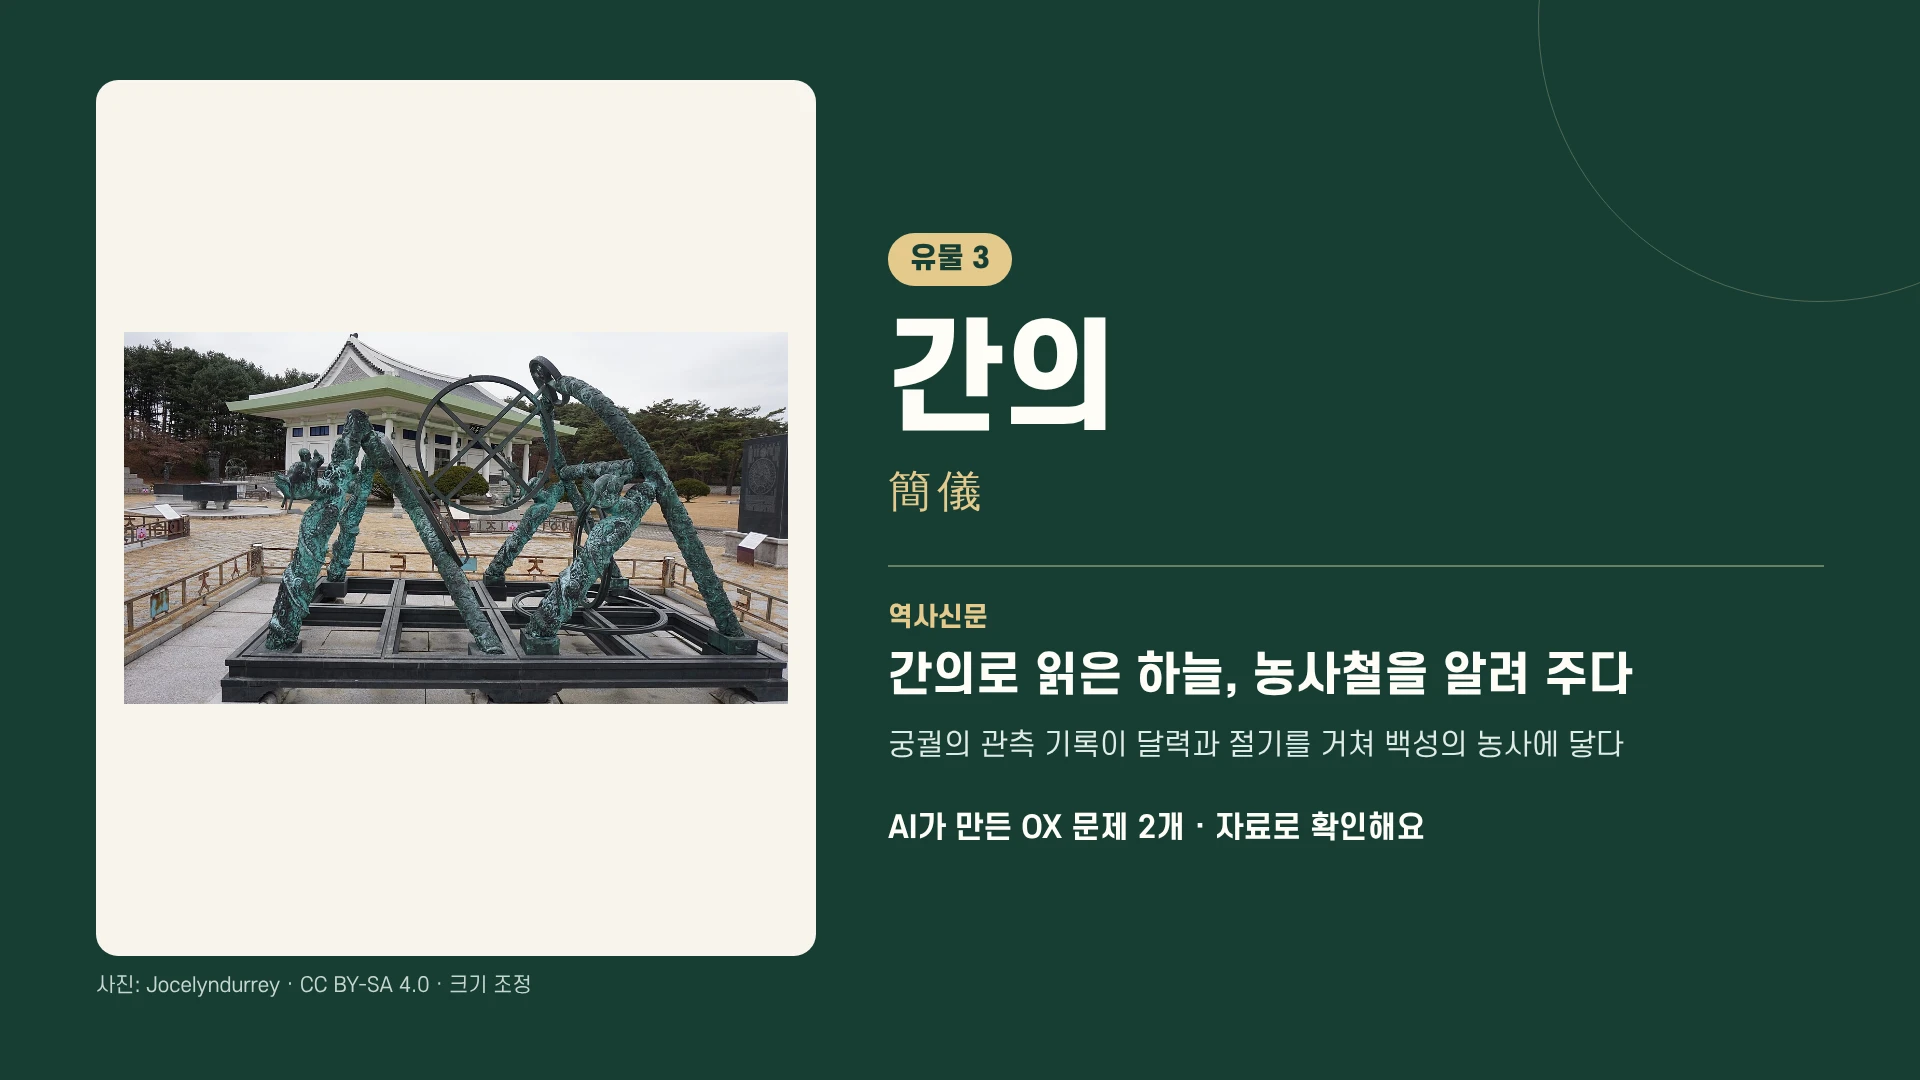 유물 3
간의
簡儀
역사신문
간의로 읽은 하늘, 농사철을 알려 주다
궁궐의 관측 기록이 달력과 절기를 거쳐 백성의 농사에 닿다
AI가 만든 OX 문제 2개 · 자료로 확인해요
사진: Jocelyndurrey · CC BY-SA 4.0 · 크기 조정